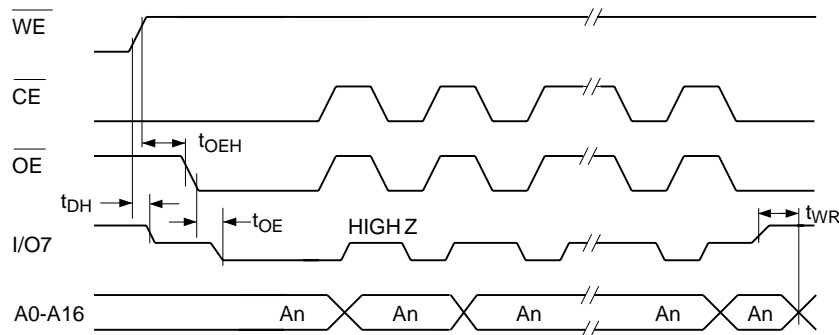 WE
CE
tOEH
OE
tDH
tOE
HIGH Z
tWR
I/O7
A0-A16 An An An An An